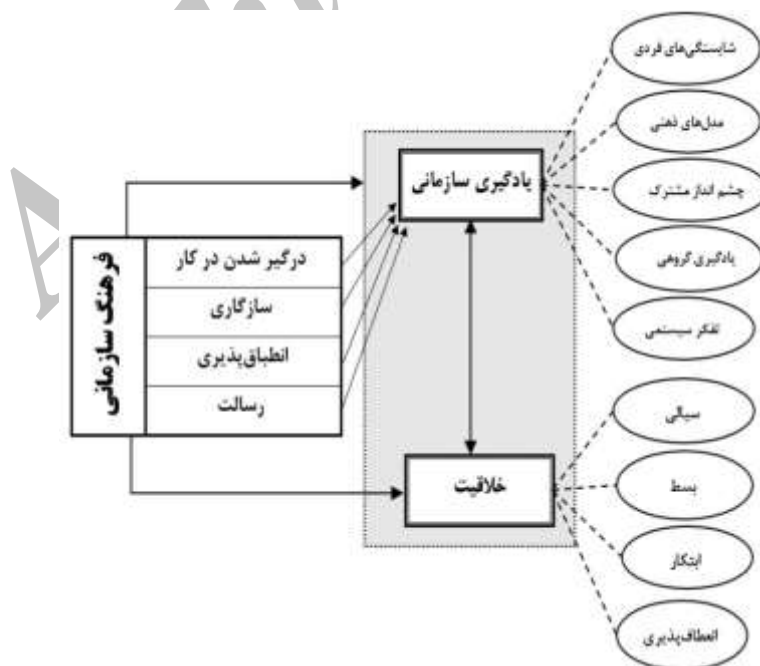 شایستگی‌های فردی
مدل‌های ذهنی
چشم انداز مشترک
یادگیری گروهی
تفکر سیستمی
یادگیری سازمانی
فرهنگ سازمانی
درگیر شدن در کار
سازگاری
انطباق‌پذیری
رسالت
خلاقیت
سیالی
بسط
ابتکار
انعطاف‌پذیری